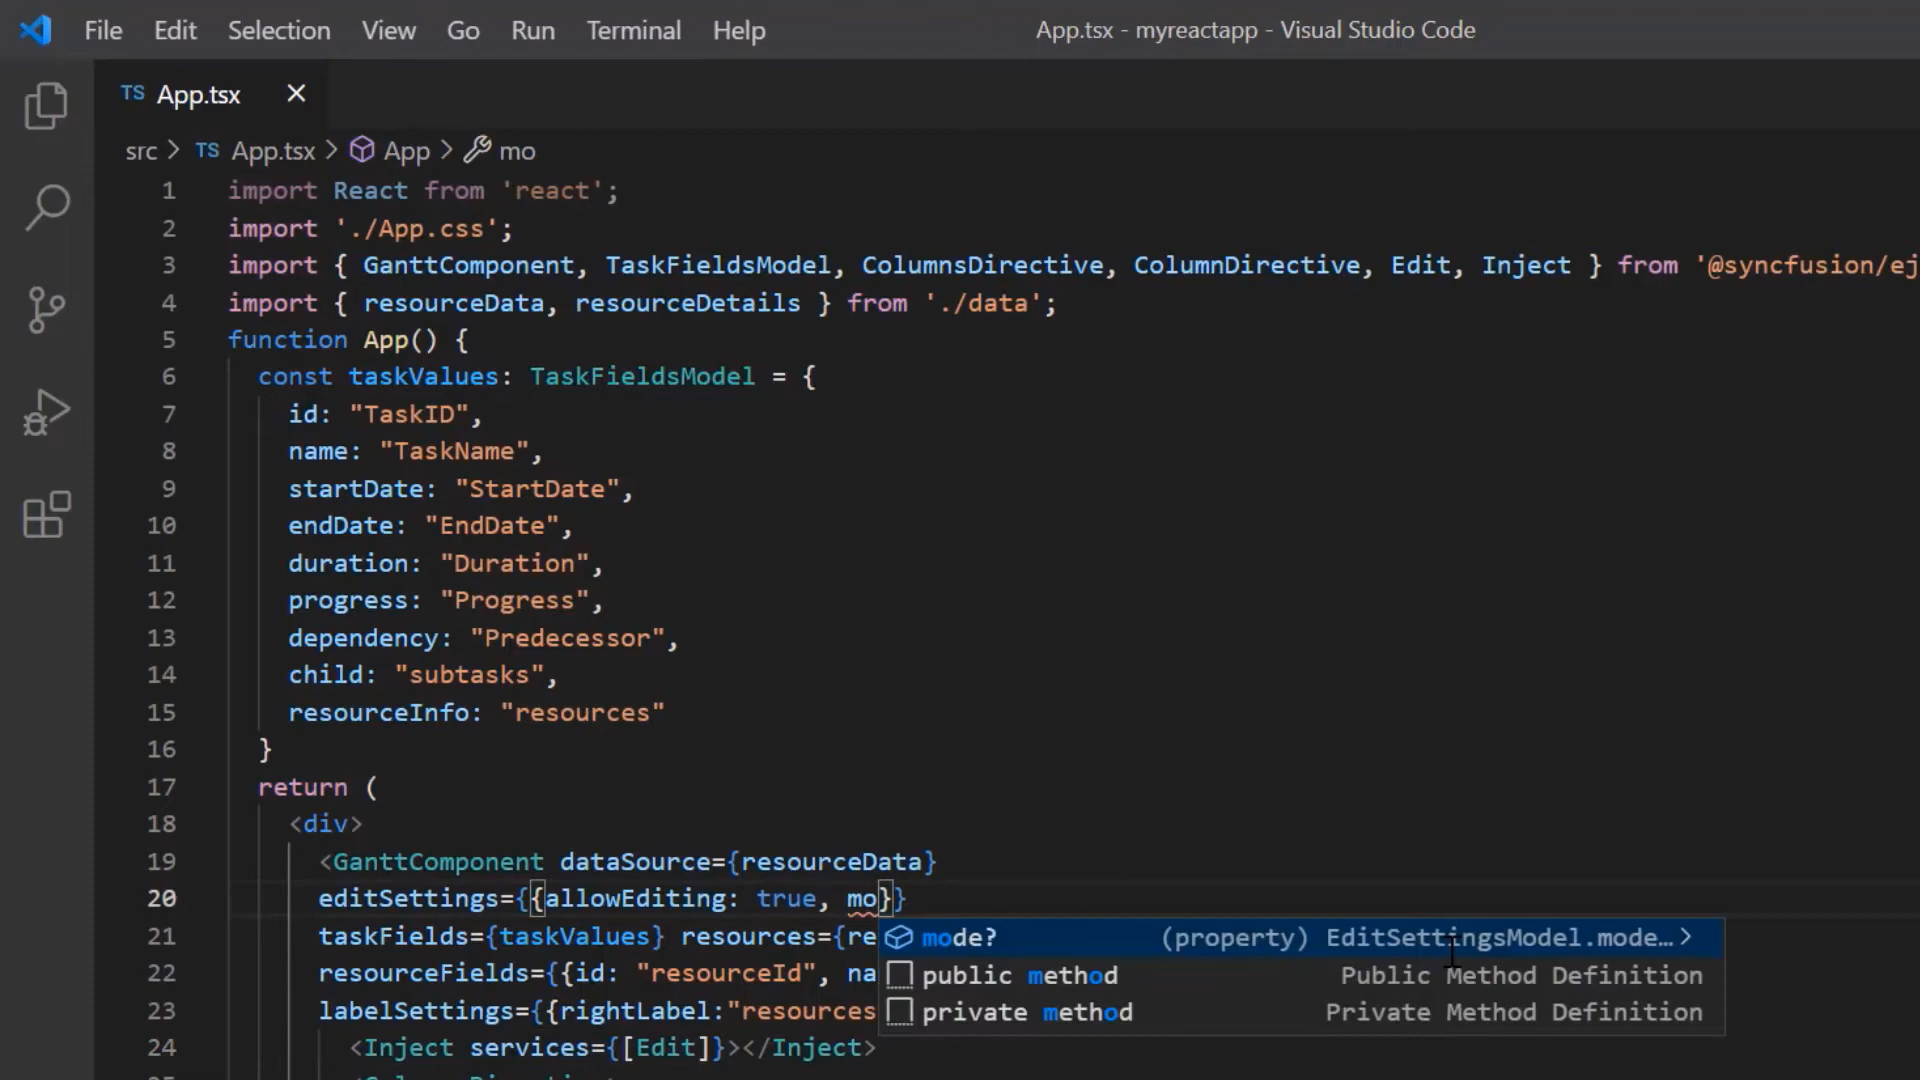 File Edit Selection View Go Run Terminal Help App.tsx - myreactapp - Visual Studio Code
TS App.tsx
src > TS App.tsx > App > mo
1 import React from 'react';
2 import './App.css';
3 import { GanttComponent, TaskFieldsModel, ColumnsDirective, ColumnDirective, Edit, Inject } from '@syncfusion/ej
4 import { resourceData, resourceDetails } from './data';
5 function App() {
6 const taskValues: TaskFieldsModel = {
7 id: "TaskID",
8 name: "TaskName",
9 startDate: "StartDate",
10 endDate: "EndDate",
11 duration: "Duration",
12 progress: "Progress",
13 dependency: "Predecessor",
14 child: "subtasks",
15 resourceInfo: "resources"
16 }
17 return (
18 <div>
19 <GanttComponent dataSource={resourceData}
20 editSettings={{allowEditing: true, mo}}
21 taskFields={taskValues} resources={re
mode? (property) EditSettingsModel.mode… >
22 resourceFields={{id: "resourceId", na
public method Public Method Definition
23 labelSettings={{rightLabel:"resources
private method Private Method Definition
24 <Inject services={[Edit]}></Inject>